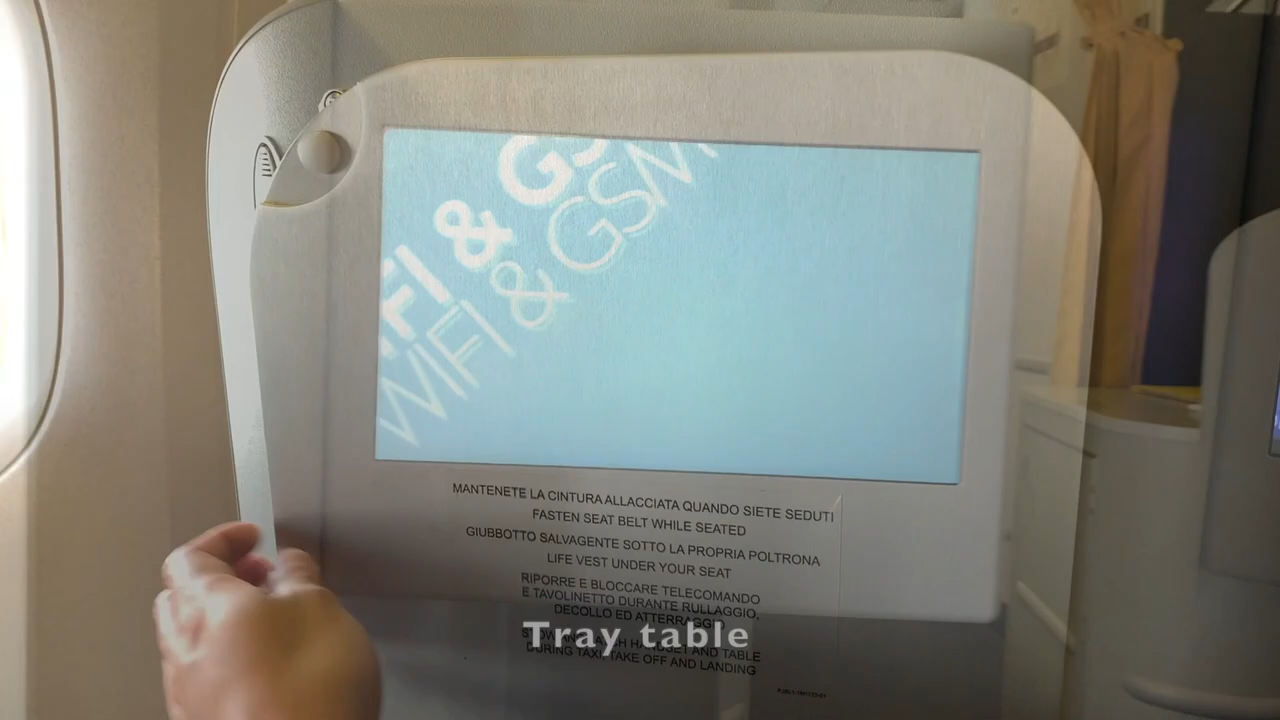 WIFI & GSM
MANTENETE LA CINTURA ALLACCIATA QUANDO SIETE SEDUTI
FASTEN SEAT BELT WHILE SEATED
GIUBBOTTO SALVAGENTE SOTTO LA PROPRIA POLTRONA
LIFE VEST UNDER YOUR SEAT
RIPORRE E BLOCCARE TELECOMANDO
E TAVOLINETTO DURANTE RULLAGGIO,
DECOLLO ED ATTERRAGGIO
Tray table
HANDSET AND TABLE
DURING TAXI, TAKE OFF AND LANDING